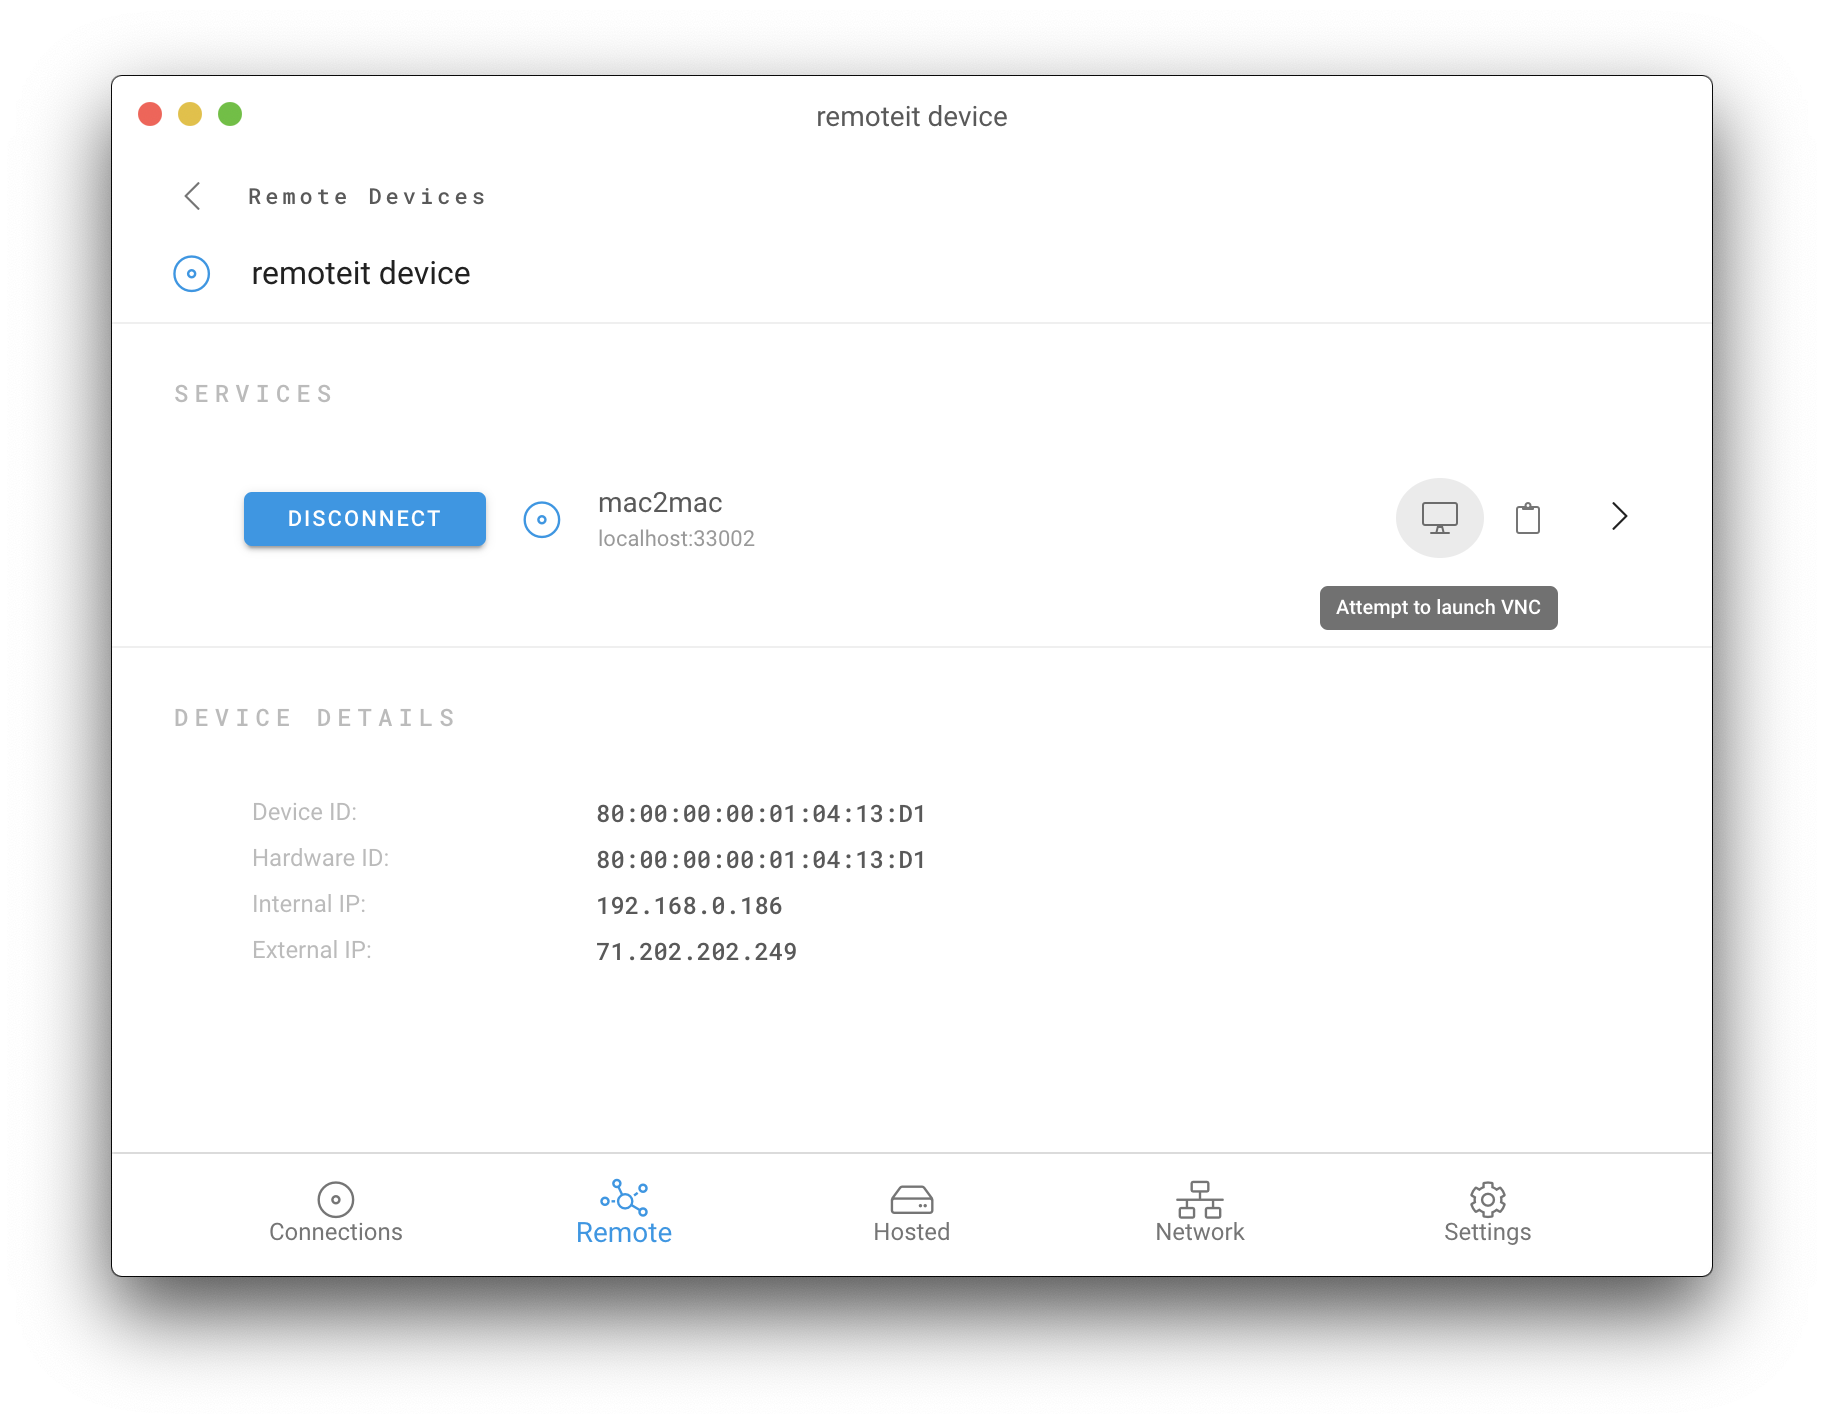 remoteit device
Remote Devices
remoteit device
SERVICES
DISCONNECT
mac2mac
localhost:33002
Attempt to launch VNC
DEVICE DETAILS
Device ID: 80:00:00:00:01:04:13:D1
Hardware ID: 80:00:00:00:01:04:13:D1
Internal IP: 192.168.0.186
External IP: 71.202.202.249
Connections Remote Hosted Network Settings